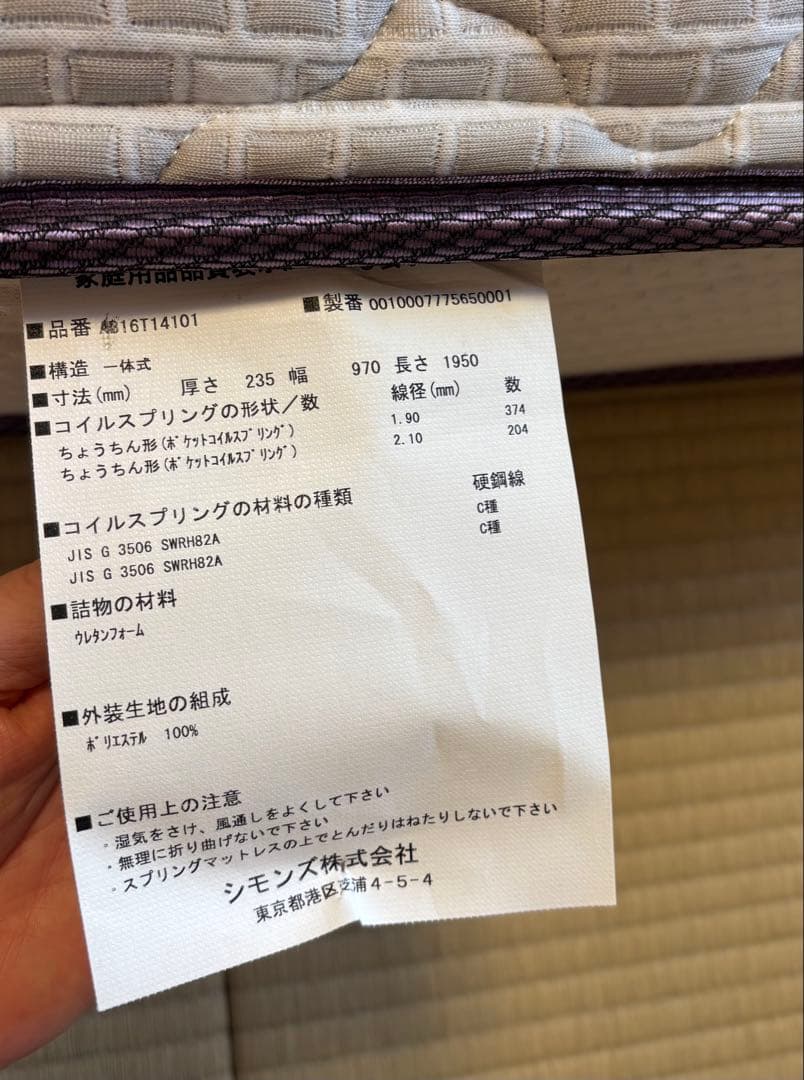 家庭用品品質表
■品番 AB16T14101
■製番 0010007775650001
■構造 一体式
■寸法(mm) 厚さ 235 幅 970 長さ 1950
■コイルスプリングの形状/数 線径(mm) 数
ちょうちん形(ﾎﾟｹｯﾄｺｲﾙｽﾌﾟﾘﾝｸﾞ) 1.90 374
ちょうちん形(ﾎﾟｹｯﾄｺｲﾙｽﾌﾟﾘﾝｸﾞ) 2.10 204
■コイルスプリングの材料の種類 硬鋼線
JIS G 3506 SWRH82A C種
JIS G 3506 SWRH82A C種
■詰物の材料
ｳﾚﾀﾝﾌｫｰﾑ
■外装生地の組成
ﾎﾟﾘｴｽﾃﾙ 100%
■ご使用上の注意
。湿気をさけ、風通しをよくして下さい
。無理に折り曲げないで下さい
。スプリングマットレスの上でとんだりはねたりしないで下さい
シモンズ株式会社
東京都港区芝浦4-5-4